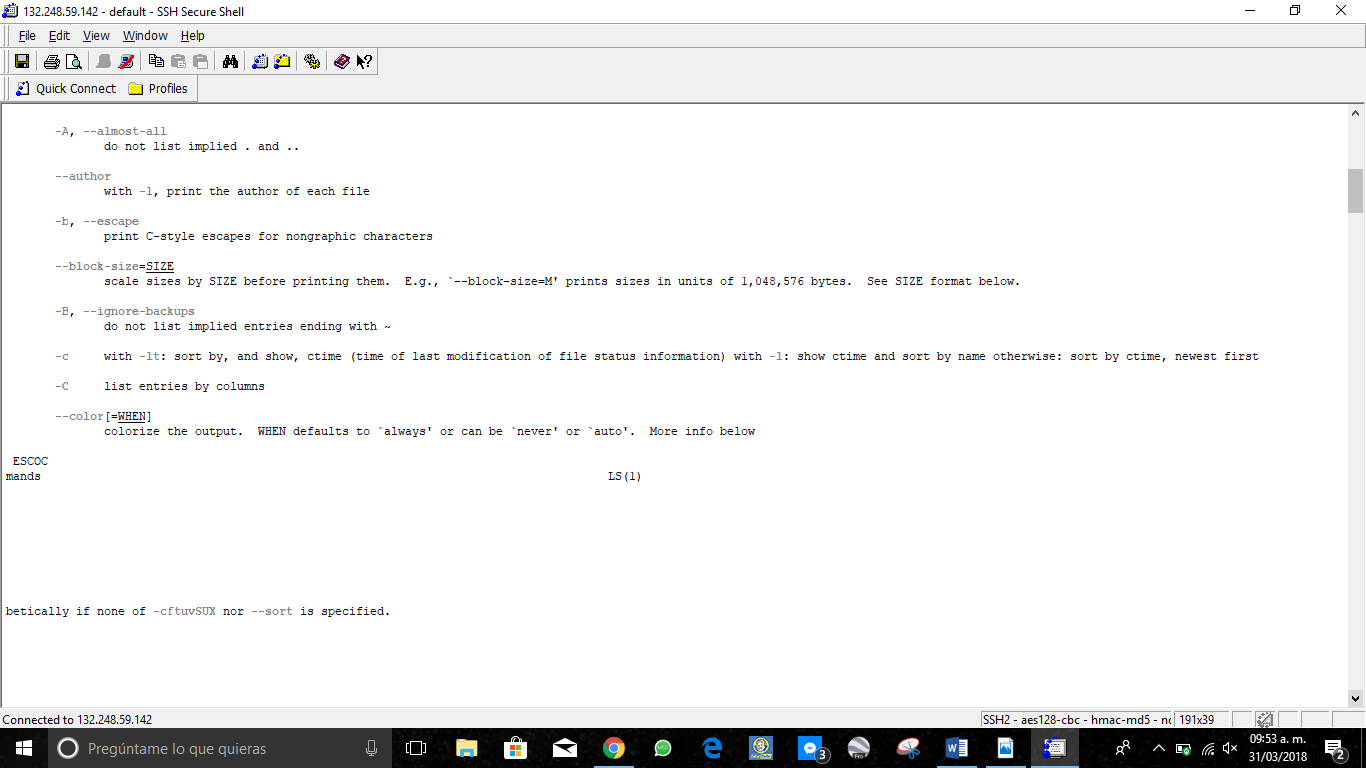 132.248.59.142 - default - SSH Secure Shell
File Edit View Window Help
Quick Connect Profiles
-A, --almost-all
do not list implied . and ..
--author
with -l, print the author of each file
-b, --escape
print C-style escapes for nongraphic characters
--block-size=SIZE
scale sizes by SIZE before printing them.  E.g., `--block-size=M' prints sizes in units of 1,048,576 bytes.  See SIZE format below.
-B, --ignore-backups
do not list implied entries ending with ~
-c with -lt: sort by, and show, ctime (time of last modification of file status information) with -l: show ctime and sort by name otherwise: sort by ctime, newest first
-C list entries by columns
--color[=WHEN]
colorize the output.  WHEN defaults to `always' or can be `never' or `auto'.  More info below
ESCOC
mands LS(1)
betically if none of -cftuvSUX nor --sort is specified.
Connected to 132.248.59.142 SSH2 - aes128-cbc - hmac-md5 - nc 191x39
Pregúntame lo que quieras
3
Pro
09:53 a. m.
31/03/2018
2